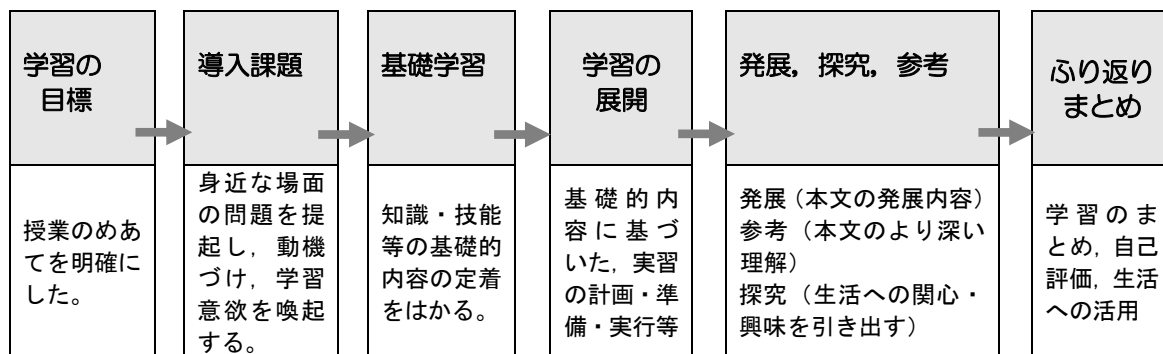 学習の
目標
授業のめあ
てを明確に
した。
導入課題
身近な場面
の問題を提
起し，動機
づけ，学習
意欲を喚起
する。
基礎学習
知識・技能
等の基礎的
内容の定着
をはかる。
学習の
展開
基礎的内
容に基づ
いた，実習
の計画・準
備・実行等
発展，探究，参考
発展（本文の発展内容）
参考（本文のより深い
理解）
探究（生活への関心・
興味を引き出す）
ふり返り
まとめ
学習のま
とめ，自己
評価，生活
への活用